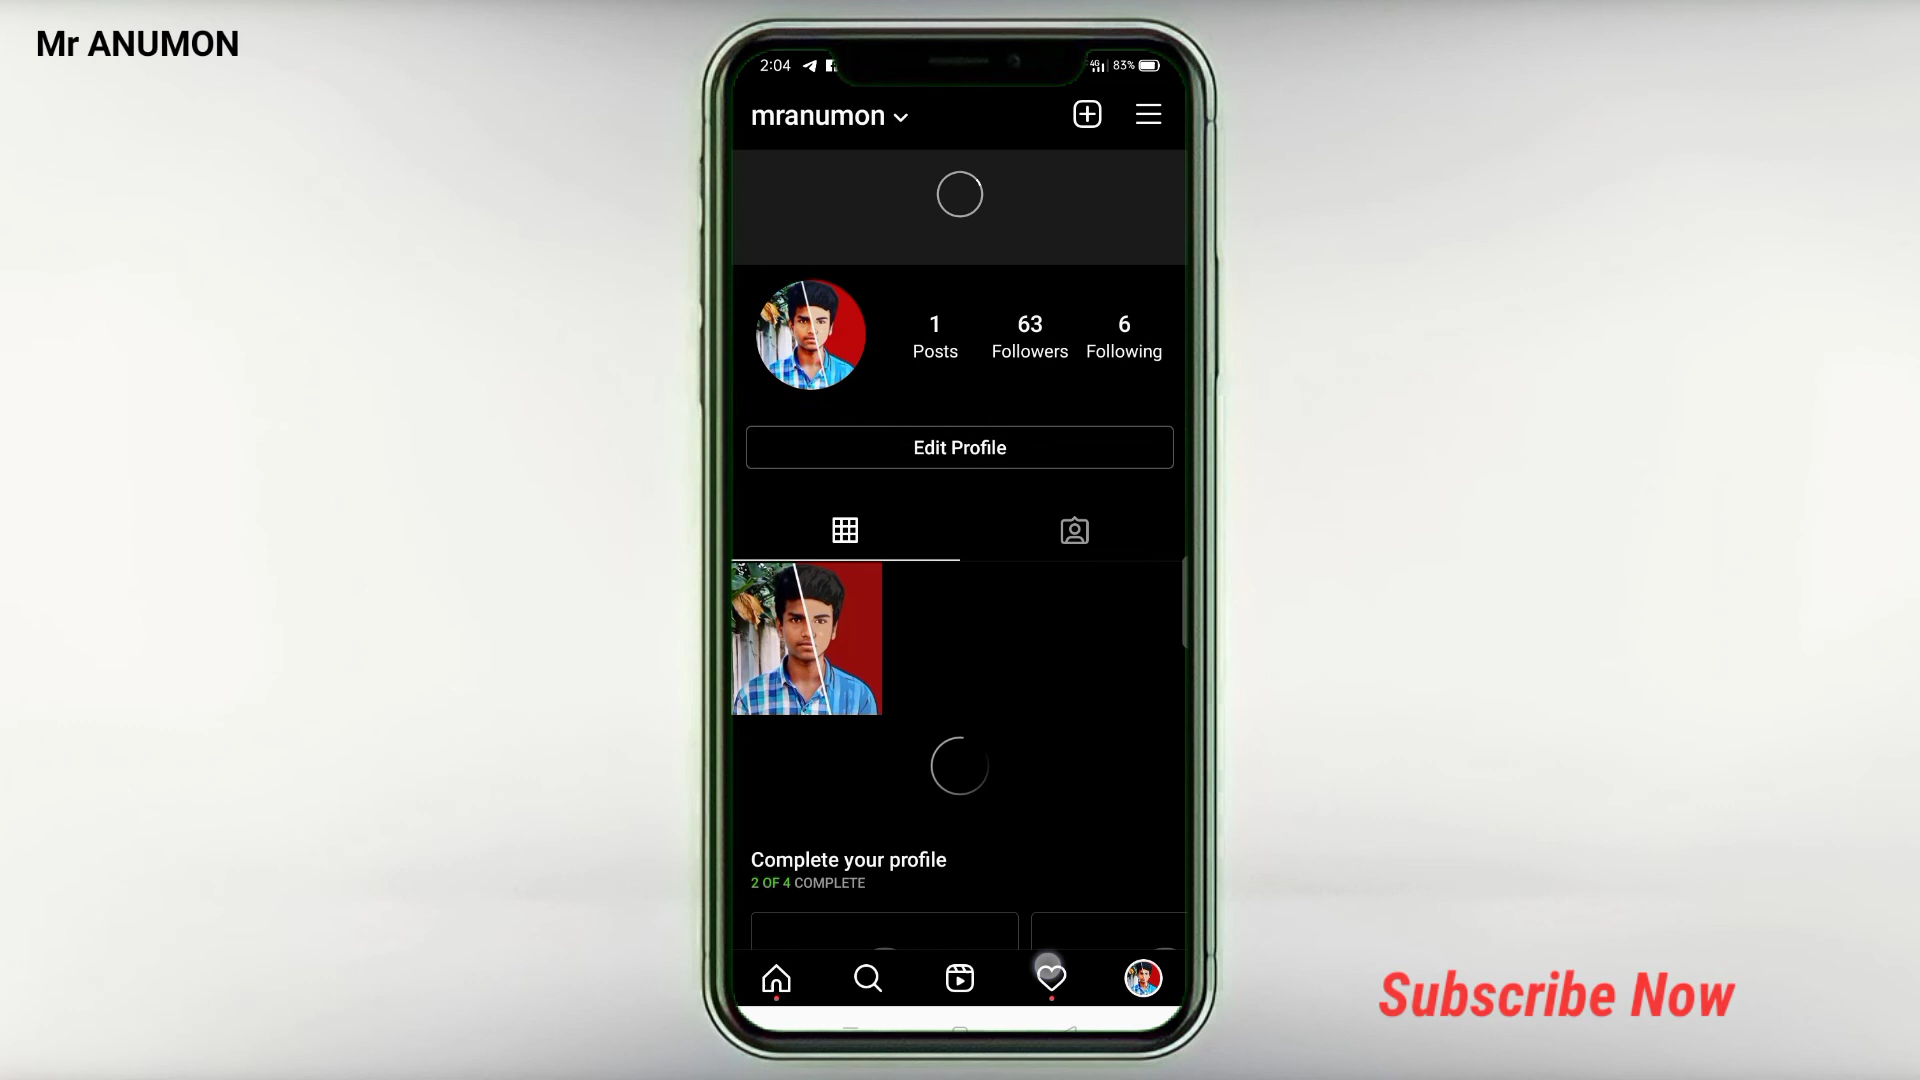 Mr ANUMON
2:04
4G 83%
mranumon
1 63 6
Posts Followers Following
Edit Profile
Complete your profile
2 OF 4 COMPLETE
Subscribe Now